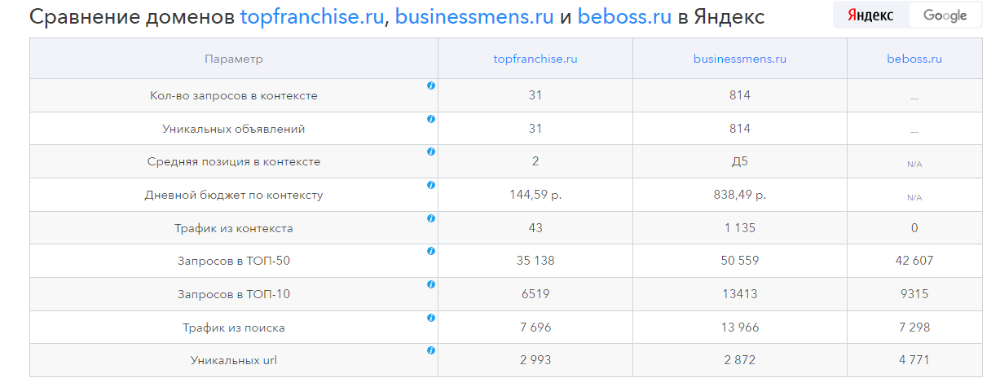 Сравнение доменов topfranchise.ru, businessmens.ru и beboss.ru в Яндекс
Яндекс Google
Параметр topfranchise.ru businessmens.ru beboss.ru
Кол-во запросов в контексте 31 814 ...
Уникальных объявлений 31 814 ...
Средняя позиция в контексте 2 Д5 N/A
Дневной бюджет по контексту 144,59 р. 838,49 р. N/A
Трафик из контекста 43 1 135 0
Запросов в ТОП-50 35 138 50 559 42 607
Запросов в ТОП-10 6519 13413 9315
Трафик из поиска 7 696 13 966 7 298
Уникальных url 2 993 2 872 4 771